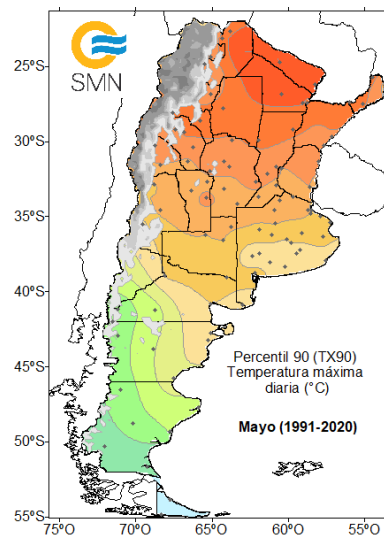 SMN
25°S
30°S
35°S
40°S
45°S
50°S
55°S
Percentil 90 (TX90)
Temperatura máxima
diaria (°C)
Mayo (1991-2020)
75°O 70°O 65°O 60°O 55°O